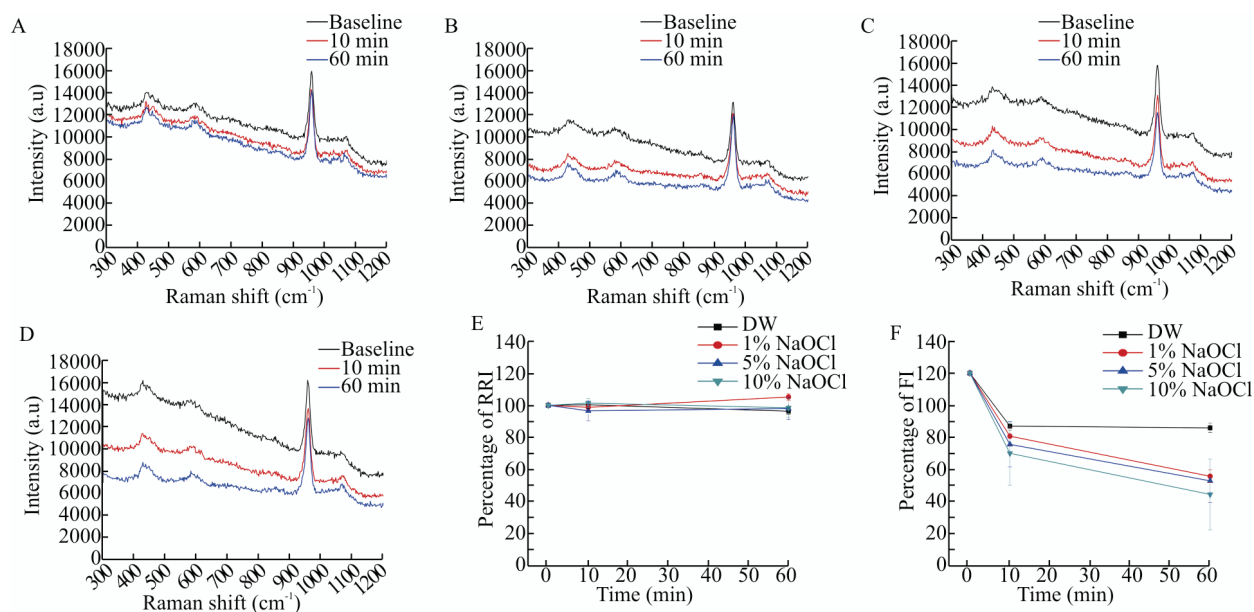 A
Baseline
10 min
60 min
18000
16000
14000
12000
10000
8000
6000
4000
2000
0
Intensity (a.u)
300
400
500
600
700
800
900
1000
1100
1200
Raman shift (cm-1)
B
Baseline
10 min
60 min
18000
16000
14000
12000
10000
8000
6000
4000
2000
0
Intensity (a.u)
300
400
500
600
700
800
900
1000
1100
1200
Raman shift (cm-1)
C
Baseline
10 min
60 min
18000
16000
14000
12000
10000
8000
6000
4000
2000
0
Intensity (a.u)
300
400
500
600
700
800
900
1000
1100
1200
Raman shift (cm-1)
D
Baseline
10 min
60 min
18000
16000
14000
12000
10000
8000
6000
4000
2000
0
Intensity (a.u)
300
400
500
600
700
800
900
1000
1100
1200
Raman shift (cm-1)
E
DW
1% NaOCl
5% NaOCl
10% NaOCl
140
120
100
80
60
40
20
0
Percentage of RRI
0
10
20
30
40
50
60
Time (min)
F
DW
1% NaOCl
5% NaOCl
10% NaOCl
140
120
100
80
60
40
20
0
Percentage of FI
0
10
20
30
40
50
60
Time (min)